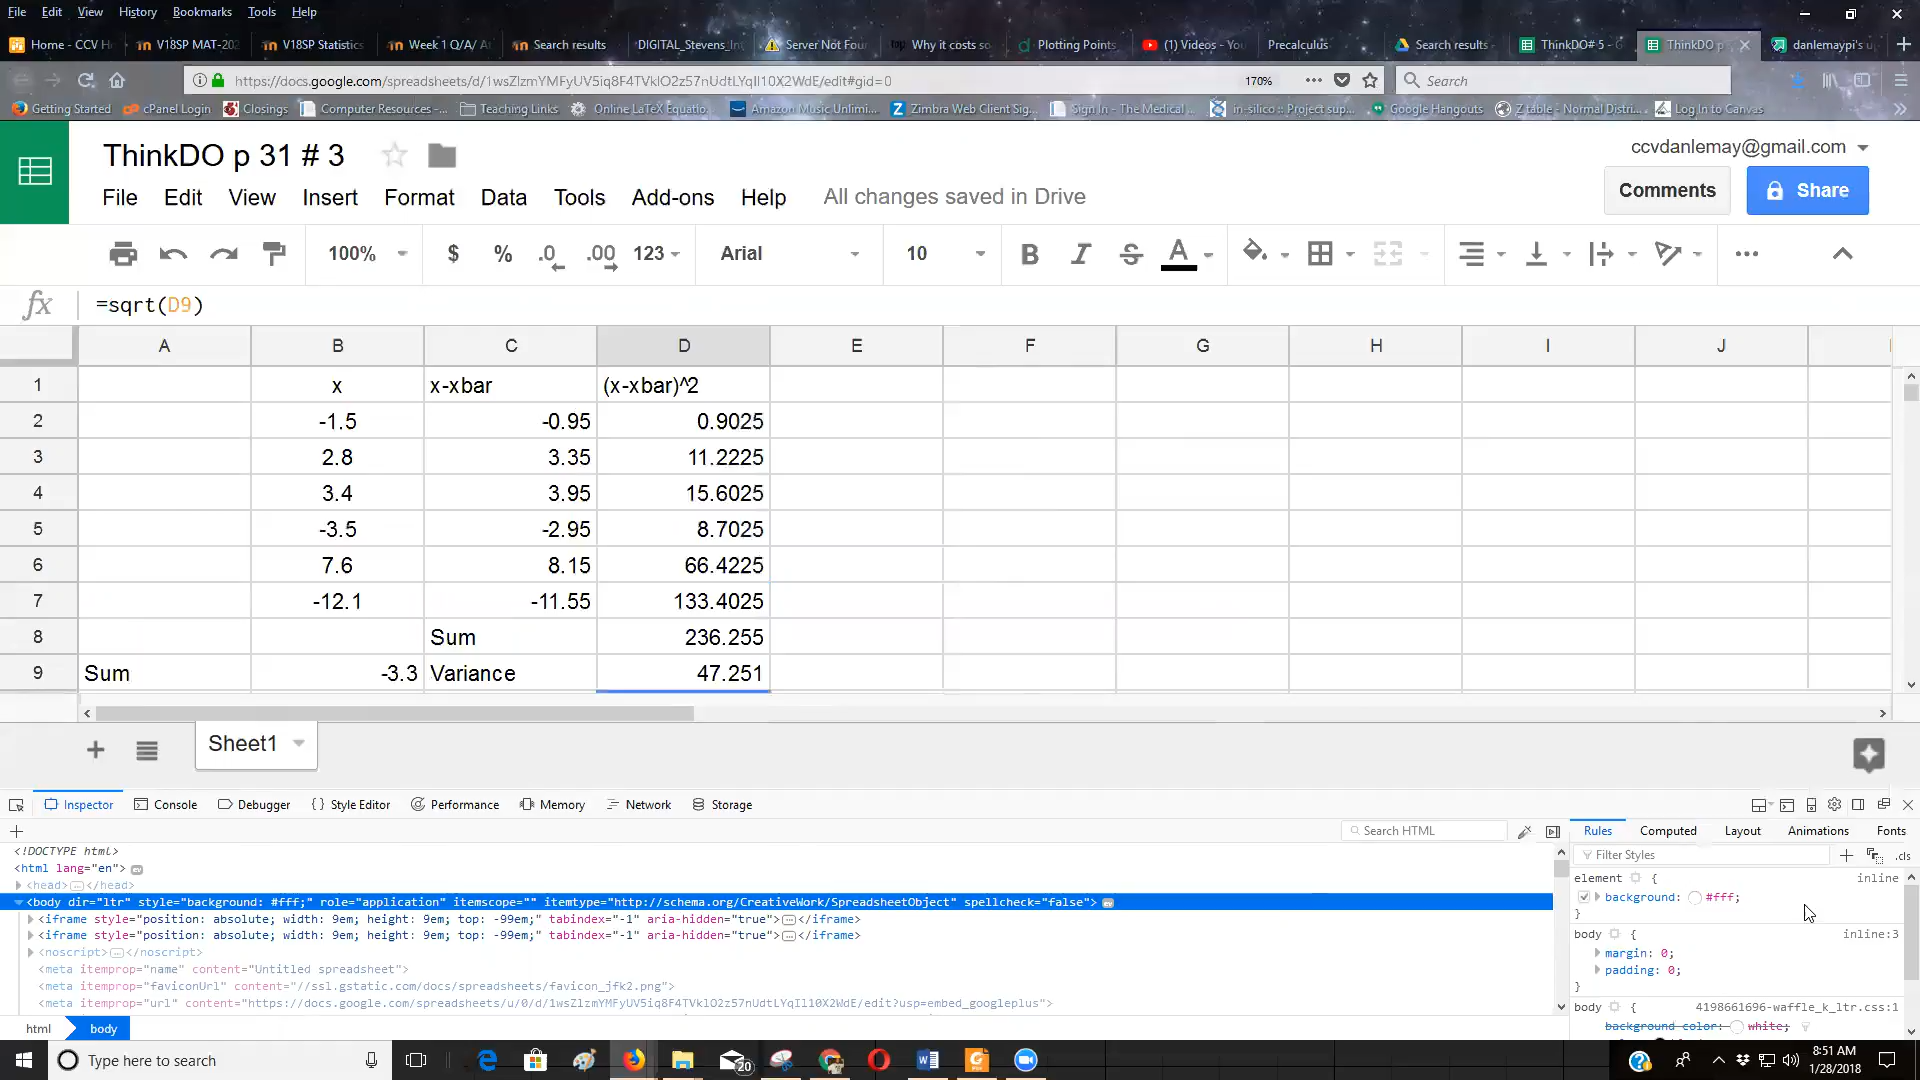 File Edit View History Bookmarks Tools Help
Home - CCV H V18SP MAT-202 V18SP Statistics Week 1 Q/A/ A Search results DIGITAL_Stevens_In Server Not Foun Why it costs so Plotting Points (1) Videos - You Precalculus Search results - ThinkDO# 5 - G ThinkDO p danlemaypi's u
https://docs.google.com/spreadsheets/d/1wsZlzmYMFyUV5iq8F4TVklO2z57nUdtLYqIl10X2WdE/edit#gid=0 170% Search
Getting Started cPanel Login Closings Computer Resources -... Teaching Links Online LaTeX Equatio... Amazon Music Unlimi... Zimbra Web Client Sig... Sign In - The Medical ... in-silico :: Project sup... Google Hangouts Z table - Normal Distri... Log In to Canvas
ThinkDO p 31 # 3
ccvdanlemay@gmail.com
File Edit View Insert Format Data Tools Add-ons Help All changes saved in Drive
Comments Share
100% $ % .0 .00 123 Arial 10 B I S A
fx =sqrt(D9)
A B C D E F G H I J
1 x x-xbar (x-xbar)^2
2 -1.5 -0.95 0.9025
3 2.8 3.35 11.2225
4 3.4 3.95 15.6025
5 -3.5 -2.95 8.7025
6 7.6 8.15 66.4225
7 -12.1 -11.55 133.4025
8 Sum 236.255
9 Sum -3.3 Variance 47.251
Sheet1
Inspector Console Debugger Style Editor Performance Memory Network Storage
Search HTML
Rules Computed Layout Animations Fonts
<!DOCTYPE html>
<html lang="en"> ev
<head> </head>
<body dir="ltr" style="background: #fff;" role="application" itemscope="" itemtype="http://schema.org/CreativeWork/SpreadsheetObject" spellcheck="false"> ev
<iframe style="position: absolute; width: 9em; height: 9em; top: -99em;" tabindex="-1" aria-hidden="true"> </iframe>
<iframe style="position: absolute; width: 9em; height: 9em; top: -99em;" tabindex="-1" aria-hidden="true"> </iframe>
<noscript> </noscript>
<meta itemprop="name" content="Untitled spreadsheet">
<meta itemprop="faviconUrl" content="//ssl.gstatic.com/docs/spreadsheets/favicon_jfk2.png">
<meta itemprop="url" content="https://docs.google.com/spreadsheets/u/0/d/1wsZlzmYMFyUV5iq8F4TVklO2z57nUdtLYqIl10X2WdE/edit?usp=embed_googleplus">
html body
Filter Styles .cls
element { inline
background: #fff;
}
body { inline:3
margin: 0;
padding: 0;
}
body { 4198661696-waffle_k_ltr.css:1
background-color: white;
Type here to search
20
8:51 AM
1/28/2018